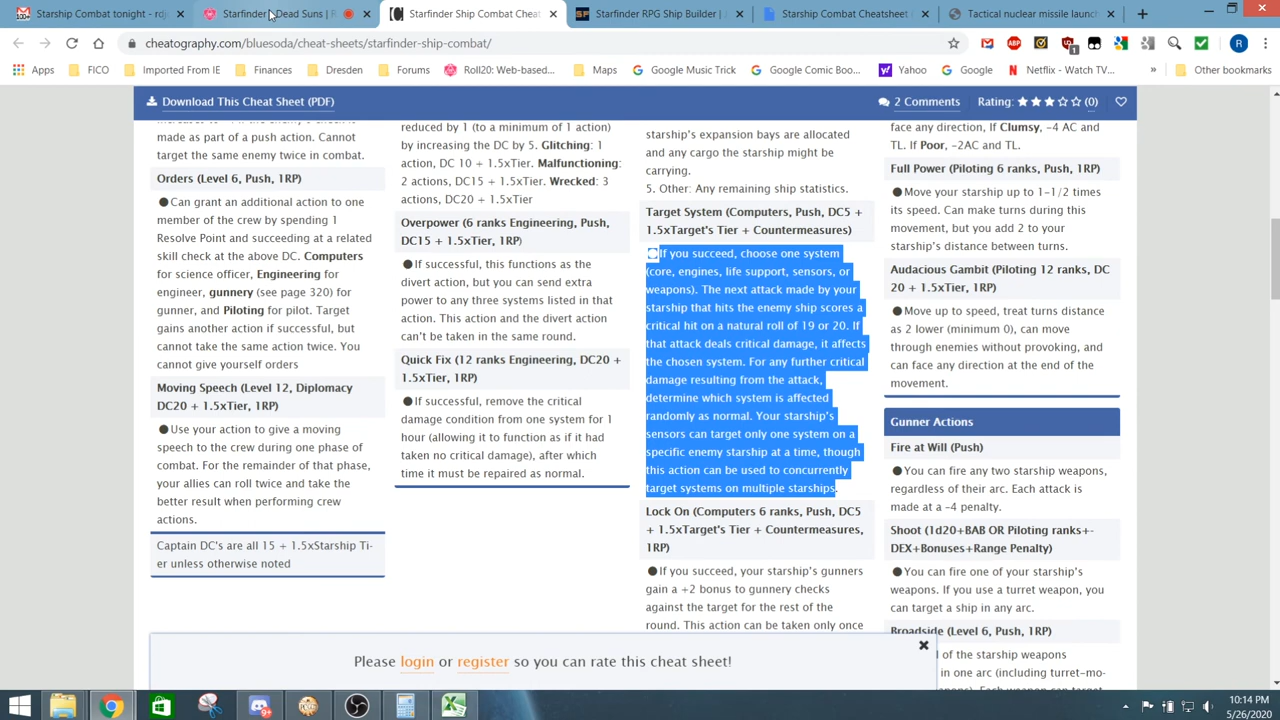 Starship Combat tonight - rdj
Starfinder: Dead Suns | R
Starfinder Ship Combat Cheat
Starfinder RPG Ship Builder | J
Starship Combat Cheatsheet
Tactical nuclear missile launch
cheatography.com/bluesoda/cheat-sheets/starfinder-ship-combat/
Apps
FICO
Imported From IE
Finances
Dresden
Forums
Roll20: Web-based...
Maps
Google Music Trick
Google Comic Boo...
Yahoo
Google
Netflix - Watch TV...
»
Other bookmarks
Download This Cheat Sheet (PDF)
2 Comments
Rating:
(0)
made as part of a push action. Cannot
target the same enemy twice in combat.
Orders (Level 6, Push, 1RP)
●Can grant an additional action to one
member of the crew by spending 1
Resolve Point and succeeding at a related
skill check at the above DC. Computers
for science officer, Engineering for
engineer, gunnery (see page 320) for
gunner, and Piloting for pilot. Target
gains another action if successful, but
cannot take the same action twice. You
cannot give yourself orders
Moving Speech (Level 12, Diplomacy
DC20 + 1.5xTier, 1RP)
●Use your action to give a moving
speech to the crew during one phase of
combat. For the remainder of that phase,
your allies can roll twice and take the
better result when performing crew
actions.
Captain DC's are all 15 + 1.5xStarship Ti-
er unless otherwise noted
reduced by 1 (to a minimum of 1 action)
by increasing the DC by 5. Glitching: 1
action, DC 10 + 1.5xTier. Malfunctioning:
2 actions, DC15 + 1.5xTier. Wrecked: 3
actions, DC20 + 1.5xTier
Overpower (6 ranks Engineering, Push,
DC15 + 1.5xTier, 1RP)
●If successful, this functions as the
divert action, but you can send extra
power to any three systems listed in that
action. This action and the divert action
can't be taken in the same round.
Quick Fix (12 ranks Engineering, DC20 +
1.5xTier, 1RP)
●If successful, remove the critical
damage condition from one system for 1
hour (allowing it to function as if it had
taken no critical damage), after which
time it must be repaired as normal.
starship's expansion bays are allocated
and any cargo the starship might be
carrying.
5. Other: Any remaining ship statistics.
Target System (Computers, Push, DC5 +
1.5xTarget's Tier + Countermeasures)
●If you succeed, choose one system
(core, engines, life support, sensors, or
weapons). The next attack made by your
starship that hits the enemy ship scores a
critical hit on a natural roll of 19 or 20. If
that attack deals critical damage, it affects
the chosen system. For any further critical
damage resulting from the attack,
determine which system is affected
randomly as normal. Your starship's
sensors can target only one system on a
specific enemy starship at a time, though
this action can be used to concurrently
target systems on multiple starships.
Lock On (Computers 6 ranks, Push, DC5
+ 1.5xTarget's Tier + Countermeasures,
1RP)
●If you succeed, your starship's gunners
gain a +2 bonus to gunnery checks
against the target for the rest of the
round. This action can be taken only once
face any direction, If Clumsy, -4 AC and
TL. If Poor, -2AC and TL.
Full Power (Piloting 6 ranks, Push, 1RP)
●Move your starship up to 1-1/2 times
its speed. Can make turns during this
movement, but you add 2 to your
starship's distance between turns.
Audacious Gambit (Piloting 12 ranks, DC
20 + 1.5xTier, 1RP)
●Move up to speed, treat turns distance
as 2 lower (minimum 0), can move
through enemies without provoking, and
can face any direction at the end of the
movement.
Gunner Actions
Fire at Will (Push)
●You can fire any two starship weapons,
regardless of their arc. Each attack is
made at a -4 penalty.
Shoot (1d20+BAB OR Piloting ranks+-
DEX+Bonuses+Range Penalty)
●You can fire one of your starship's
weapons. If you use a turret weapon, you
can target a ship in any arc.
Broadside (Level 6, Push, 1RP)
of the starship weapons
in one arc (including turret-mo-
Please login or register so you can rate this cheat sheet!
10:14 PM
5/26/2020